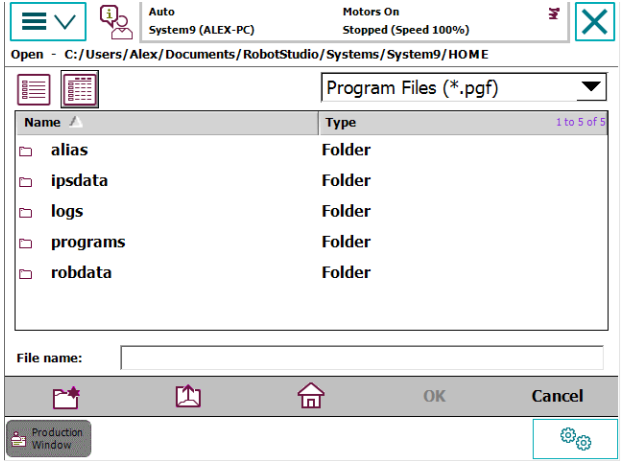 Auto Motors On
System9 (ALEX-PC) Stopped (Speed 100%)
Open - C:/Users/Alex/Documents/RobotStudio/Systems/System9/HOME
Program Files (*.pgf)
Name Type 1 to 5 of 5
alias Folder
ipsdata Folder
logs Folder
programs Folder
robdata Folder
File name:
OK Cancel
Production
Window